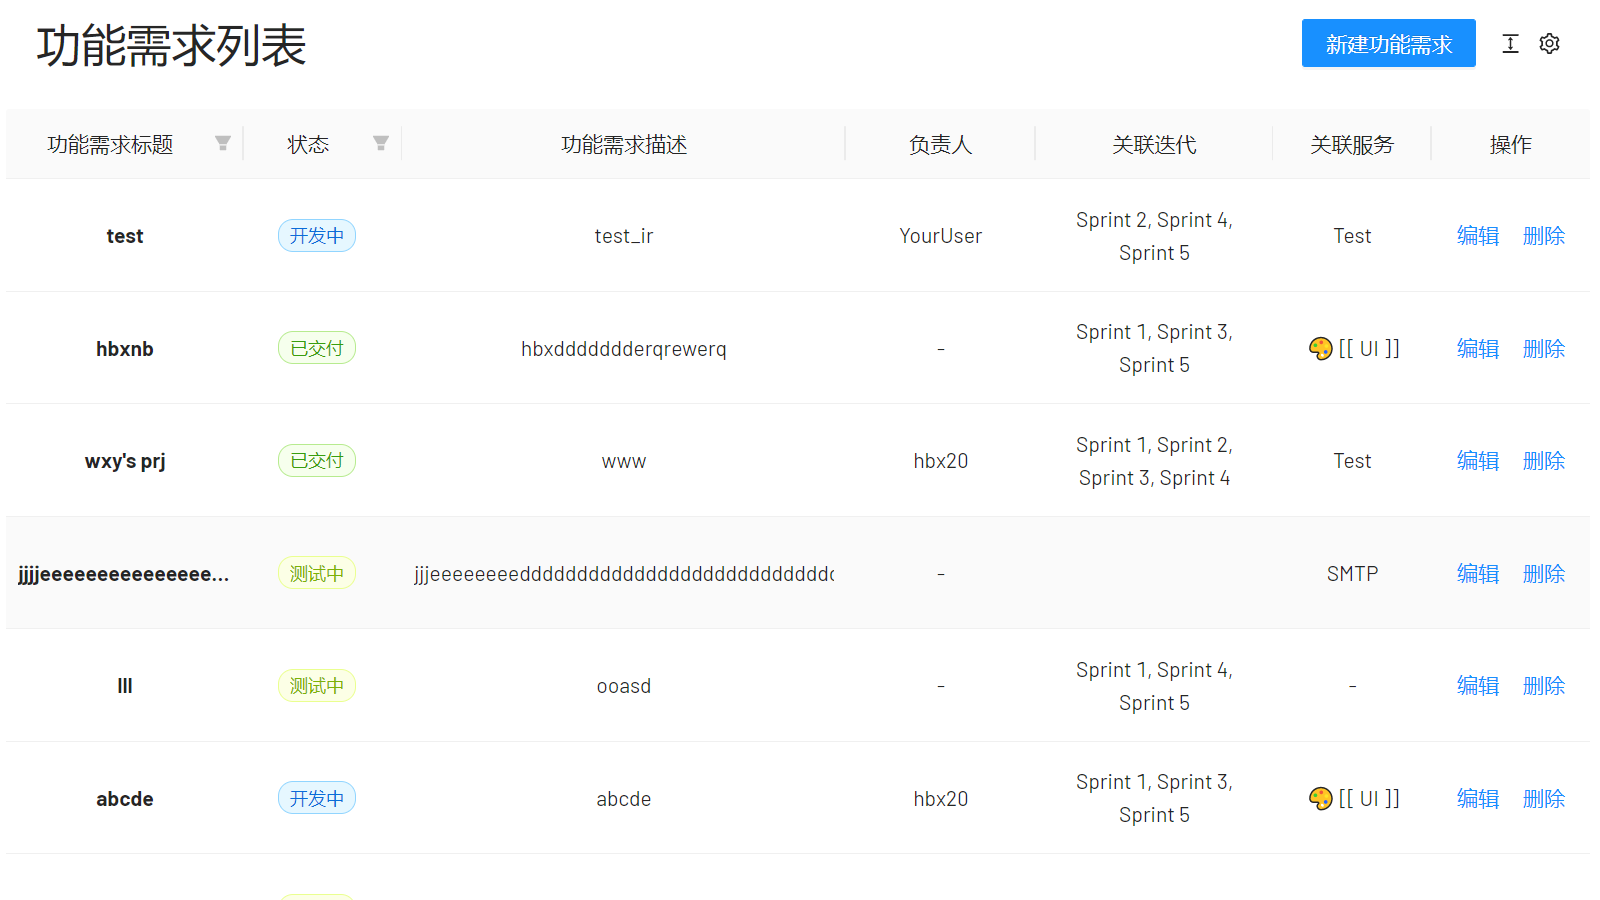 功能需求列表
新建功能需求
功能需求标题 状态 功能需求描述 负责人 关联迭代 关联服务 操作
test 开发中 test_ir YourUser Sprint 2, Sprint 4, Sprint 5 Test 编辑 删除
hbxnb 已交付 hbxddddddderqrewerq - Sprint 1, Sprint 3, Sprint 5 [[ UI ]] 编辑 删除
wxy's prj 已交付 www hbx20 Sprint 1, Sprint 2, Sprint 3, Sprint 4 Test 编辑 删除
jjjjeeeeeeeeeeeeeee... 测试中 jjjeeeeeeeedddddddddddddddddddddddddddddd - SMTP 编辑 删除
lll 测试中 ooasd - Sprint 1, Sprint 4, Sprint 5 - 编辑 删除
abcde 开发中 abcde hbx20 Sprint 1, Sprint 3, Sprint 5 [[ UI ]] 编辑 删除